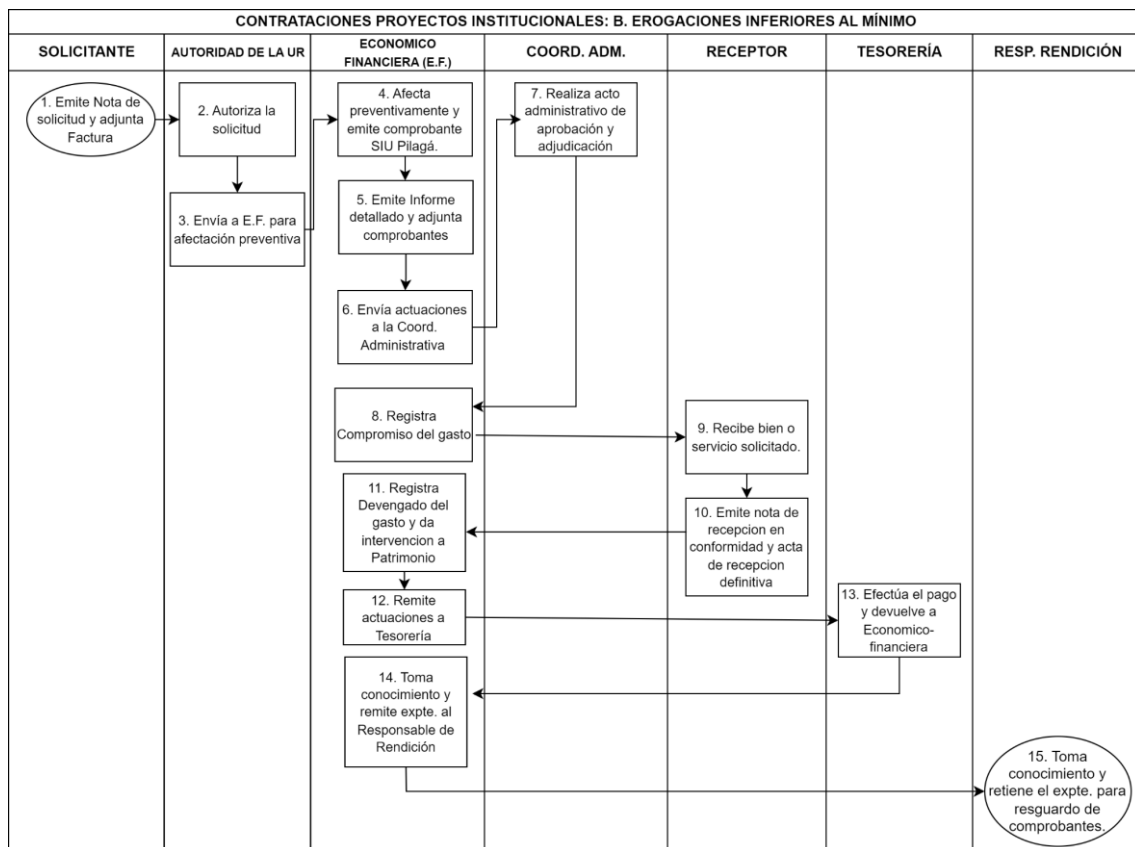 CONTRATACIONES PROYECTOS INSTITUCIONALES: B. EROGACIONES INFERIORES AL MÍNIMO
SOLICITANTE
AUTORIDAD DE LA UR
ECONOMICO
FINANCIERA (E.F.)
COORD. ADM.
RECEPTOR
TESORERÍA
RESP. RENDICIÓN
1. Emite Nota de
solicitud y adjunta
Factura
2. Autoriza la
solicitud
3. Envía a E.F. para
afectación preventiva
4. Afecta
preventivamente y
emite comprobante
SIU Pilagá.
5. Emite Informe
detallado y adjunta
comprobantes
6. Envía actuaciones
a la Coord.
Administrativa
7. Realiza acto
administrativo de
aprobación y
adjudicación
8. Registra
Compromiso del gasto
9. Recibe bien o
servicio solicitado.
10. Emite nota de
recepcion en
conformidad y acta
de recepcion
definitiva
11. Registra
Devengado del
gasto y da
intervencion a
Patrimonio
12. Remite
actuaciones a
Tesorería
13. Efectúa el pago
y devuelve a
Economico-
financiera
14. Toma
conocimiento y
remite expte. al
Responsable de
Rendición
15. Toma
conocimiento y
retiene el expte. para
resguardo de
comprobantes.